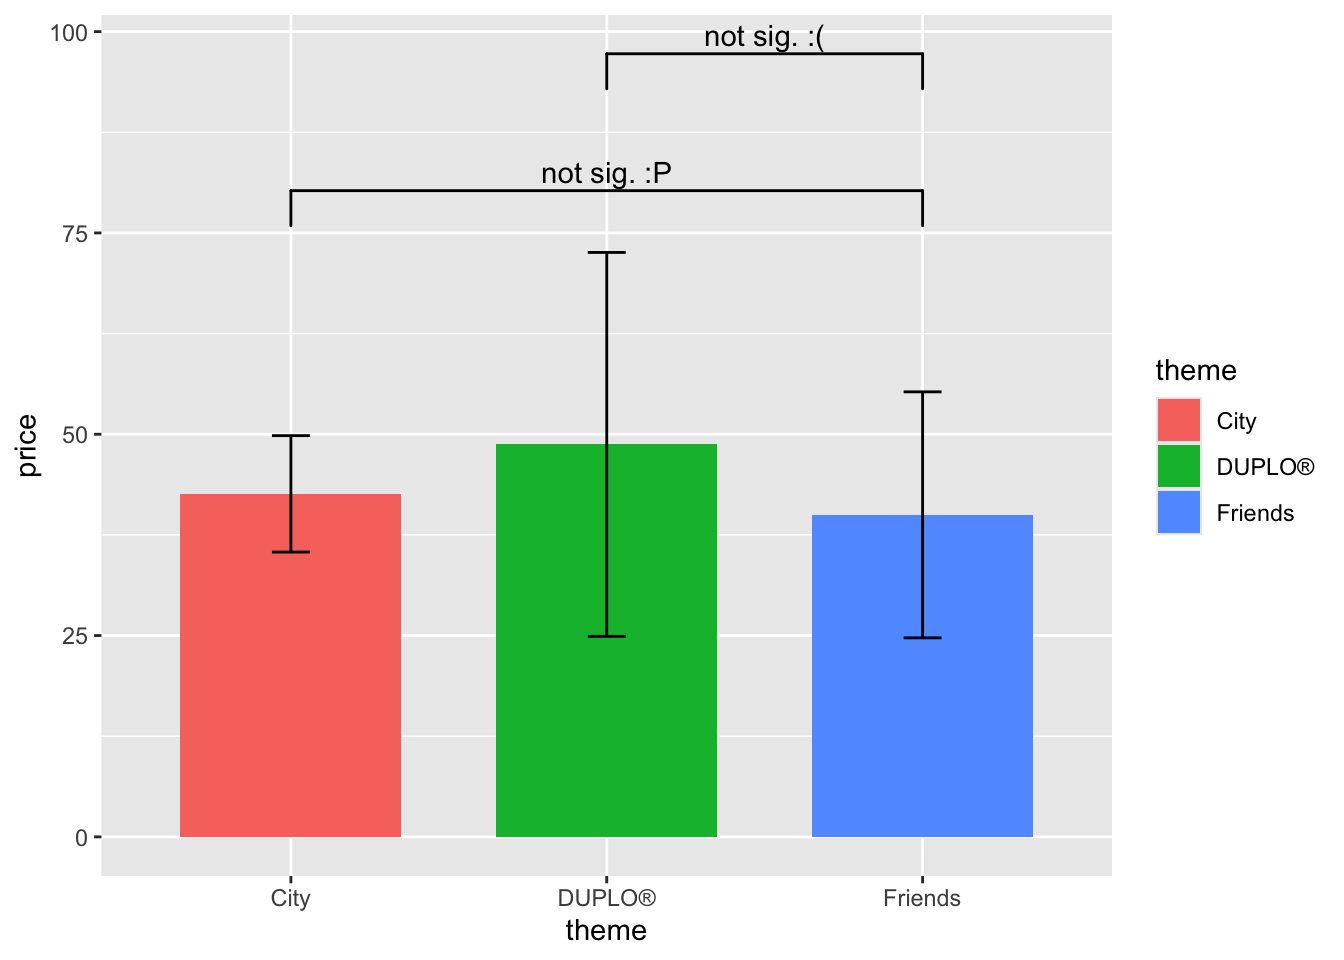 100
not sig. :(
not sig. :P
75
50
25
0
price
City
DUPLO®
Friends
theme
theme
City
DUPLO®
Friends